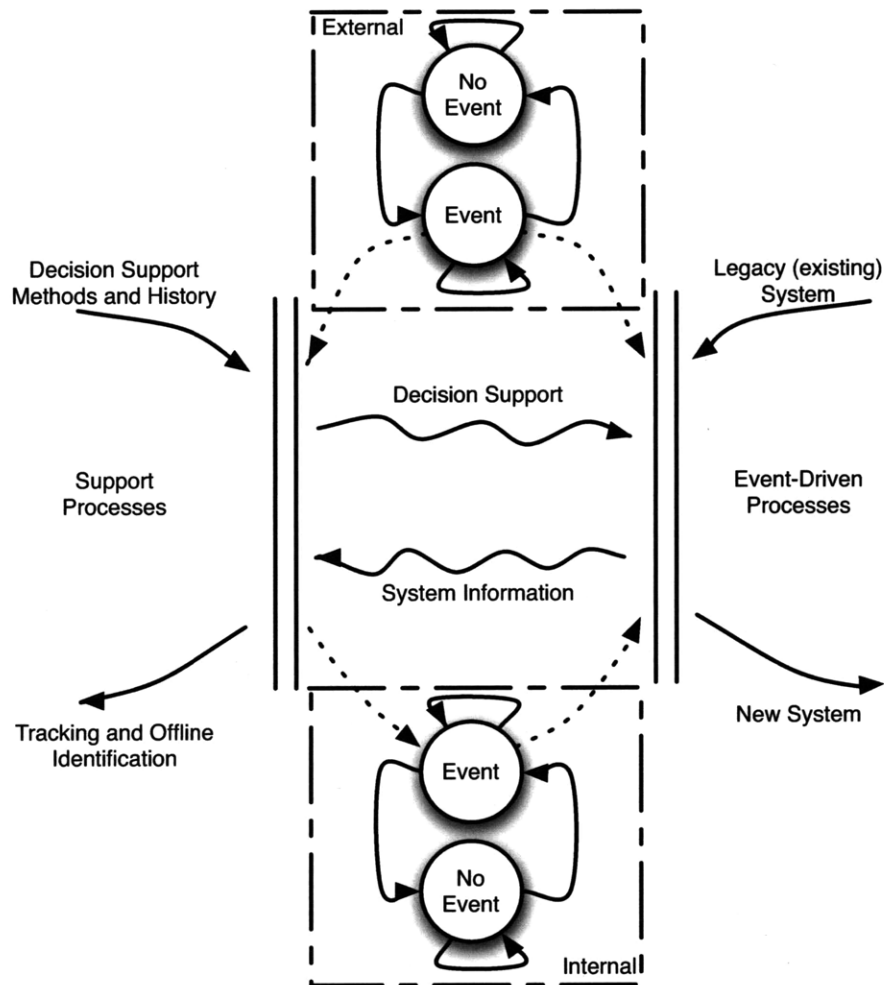 External
No
Event
Event
Decision Support
Methods and History
Legacy (existing)
System
Decision Support
Support
Processes
Event-Driven
Processes
System Information
Tracking and Offline
Identification
New System
Event
No
Event
Internal